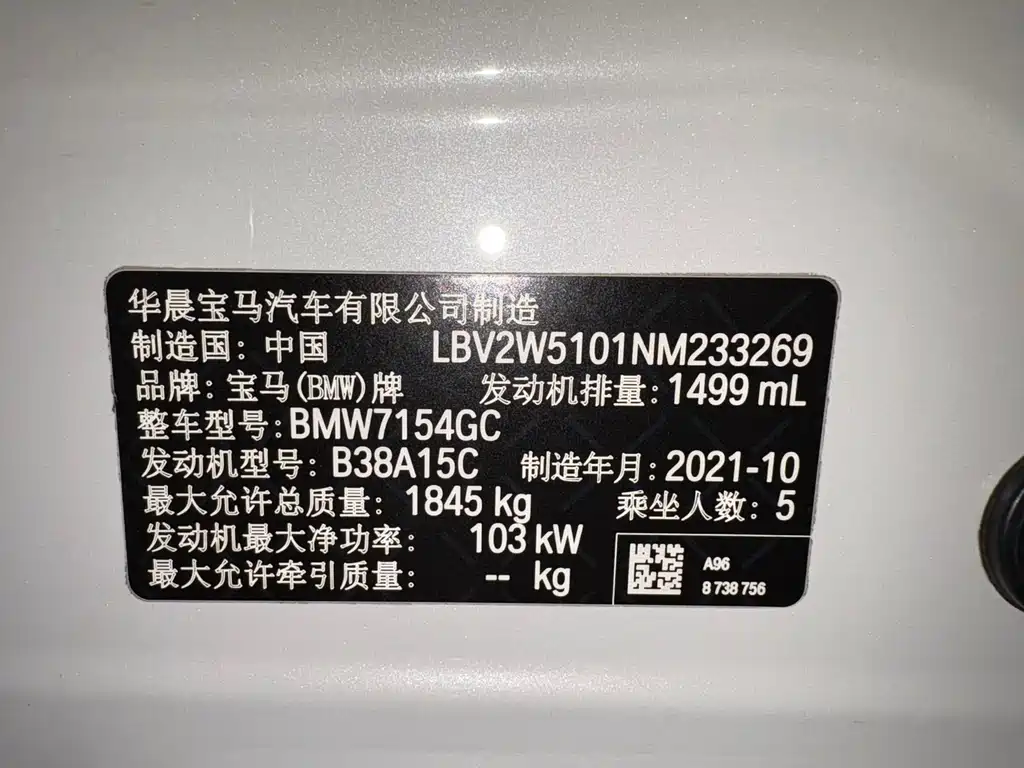 华晨宝马汽车有限公司制造
制造国：中国 LBV2W5101NM233269
品牌：宝马(BMW)牌 发动机排量：1499 mL
整车型号：BMW7154GC
发动机型号：B38A15C 制造年月：2021-10
最大允许总质量：1845 kg 乘坐人数：5
发动机最大净功率：103 kW
最大允许牵引质量：-- kg
A96
8 738 756